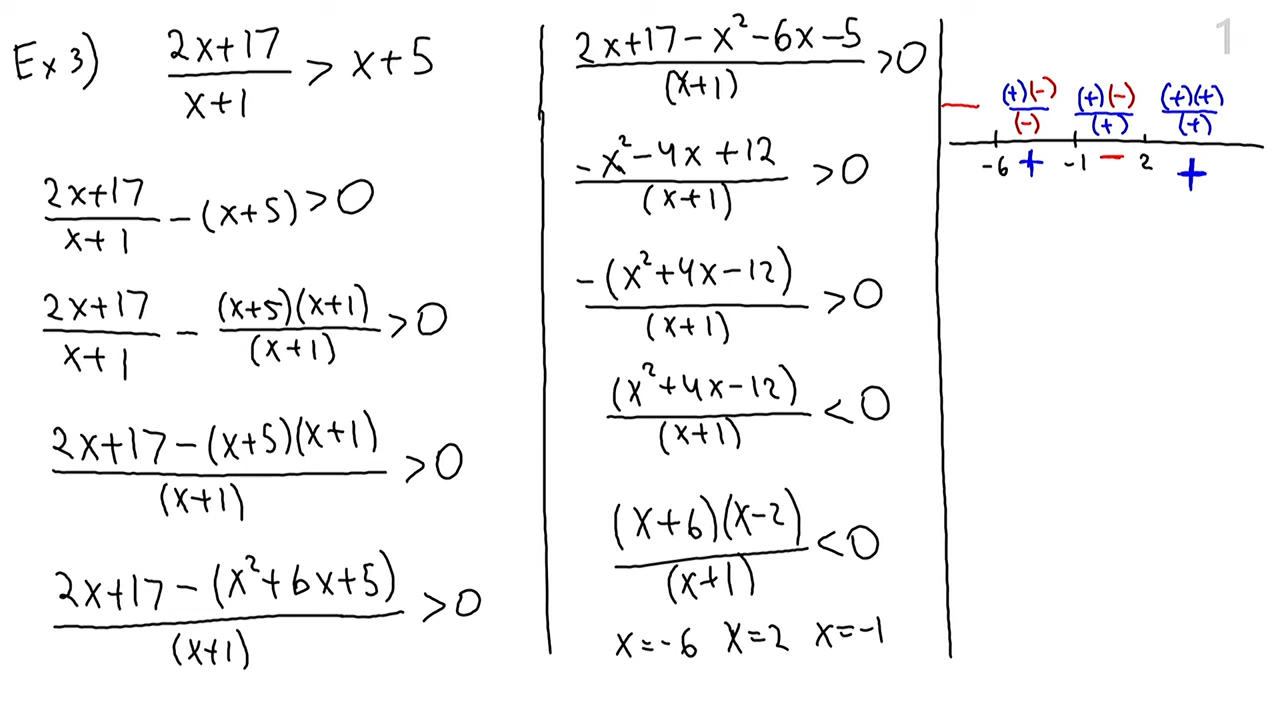 Ex 3) (2x+17)/(x+1) > x+5
(2x+17)/(x+1) - (x+5) > 0
(2x+17)/(x+1) - ((x+5)(x+1))/((x+1)) > 0
(2x+17-(x+5)(x+1))/((x+1)) > 0
(2x+17-(x²+6x+5))/((x+1)) > 0
(2x+17-x²-6x-5)/((x+1)) > 0
(-x²-4x+12)/((x+1)) > 0
(-(x²+4x-12))/((x+1)) > 0
((x²+4x-12))/((x+1)) < 0
((x+6)(x-2))/((x+1)) < 0
x=-6 x=2 x=-1
1
— ((+)(-))/((-)) ((+)(-))/((+)) ((+)(+))/((+))
-6 + -1 - 2 +